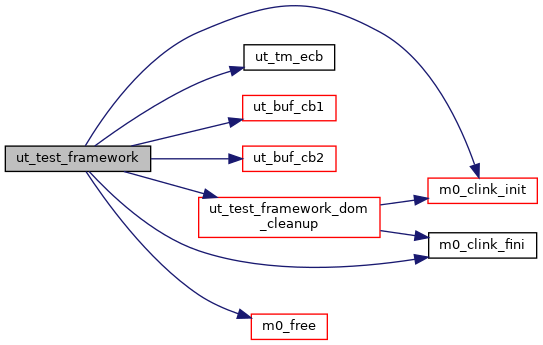 ut_tm_ecb
ut_buf_cb1
ut_test_framework
ut_buf_cb2
ut_test_framework_dom
_cleanup
m0_clink_init
m0_clink_fini
m0_free